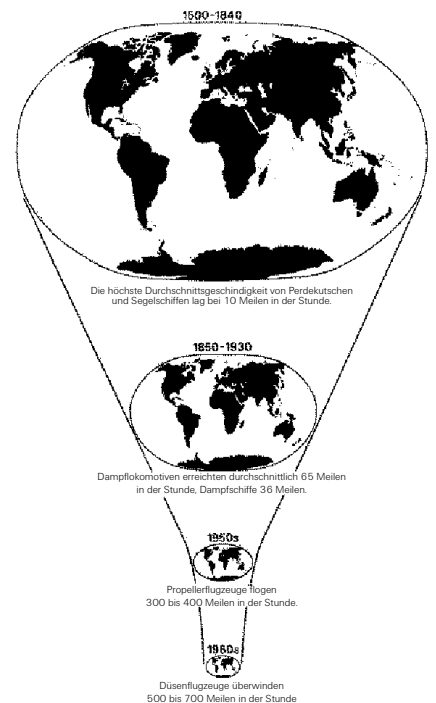 1500-1840
Die höchste Durchschnittsgeschindigkeit von Perdekutschen
und Segelschiffen lag bei 10 Meilen in der Stunde.
1850-1930
Dampflokomotiven erreichten durchschnittlich 65 Meilen
in der Stunde, Dampfschiffe 36 Meilen.
1950s
Propellerflugzeuge flogen
300 bis 400 Meilen in der Stunde.
1960s
Düsenflugzeuge überwinden
500 bis 700 Meilen in der Stunde